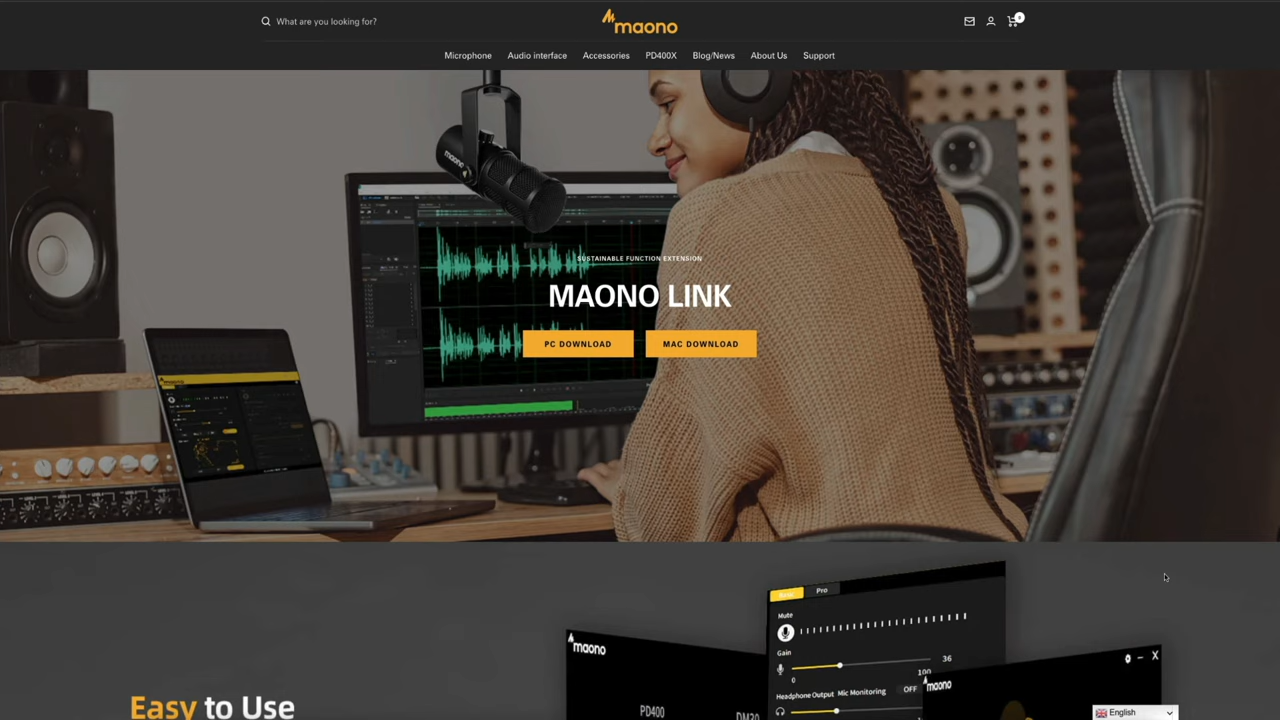 What are you looking for?
maono
0
Microphone Audio interface Accessories PD400X Blog/News About Us Support
maono
SUSTAINABLE FUNCTION EXTENSION
MAONO LINK
PC DOWNLOAD MAC DOWNLOAD
Pro
Mute
Gain
36
0
100
Headphone Output Mic Monitoring OFF
maono
PD400
maono
Easy to Use
English